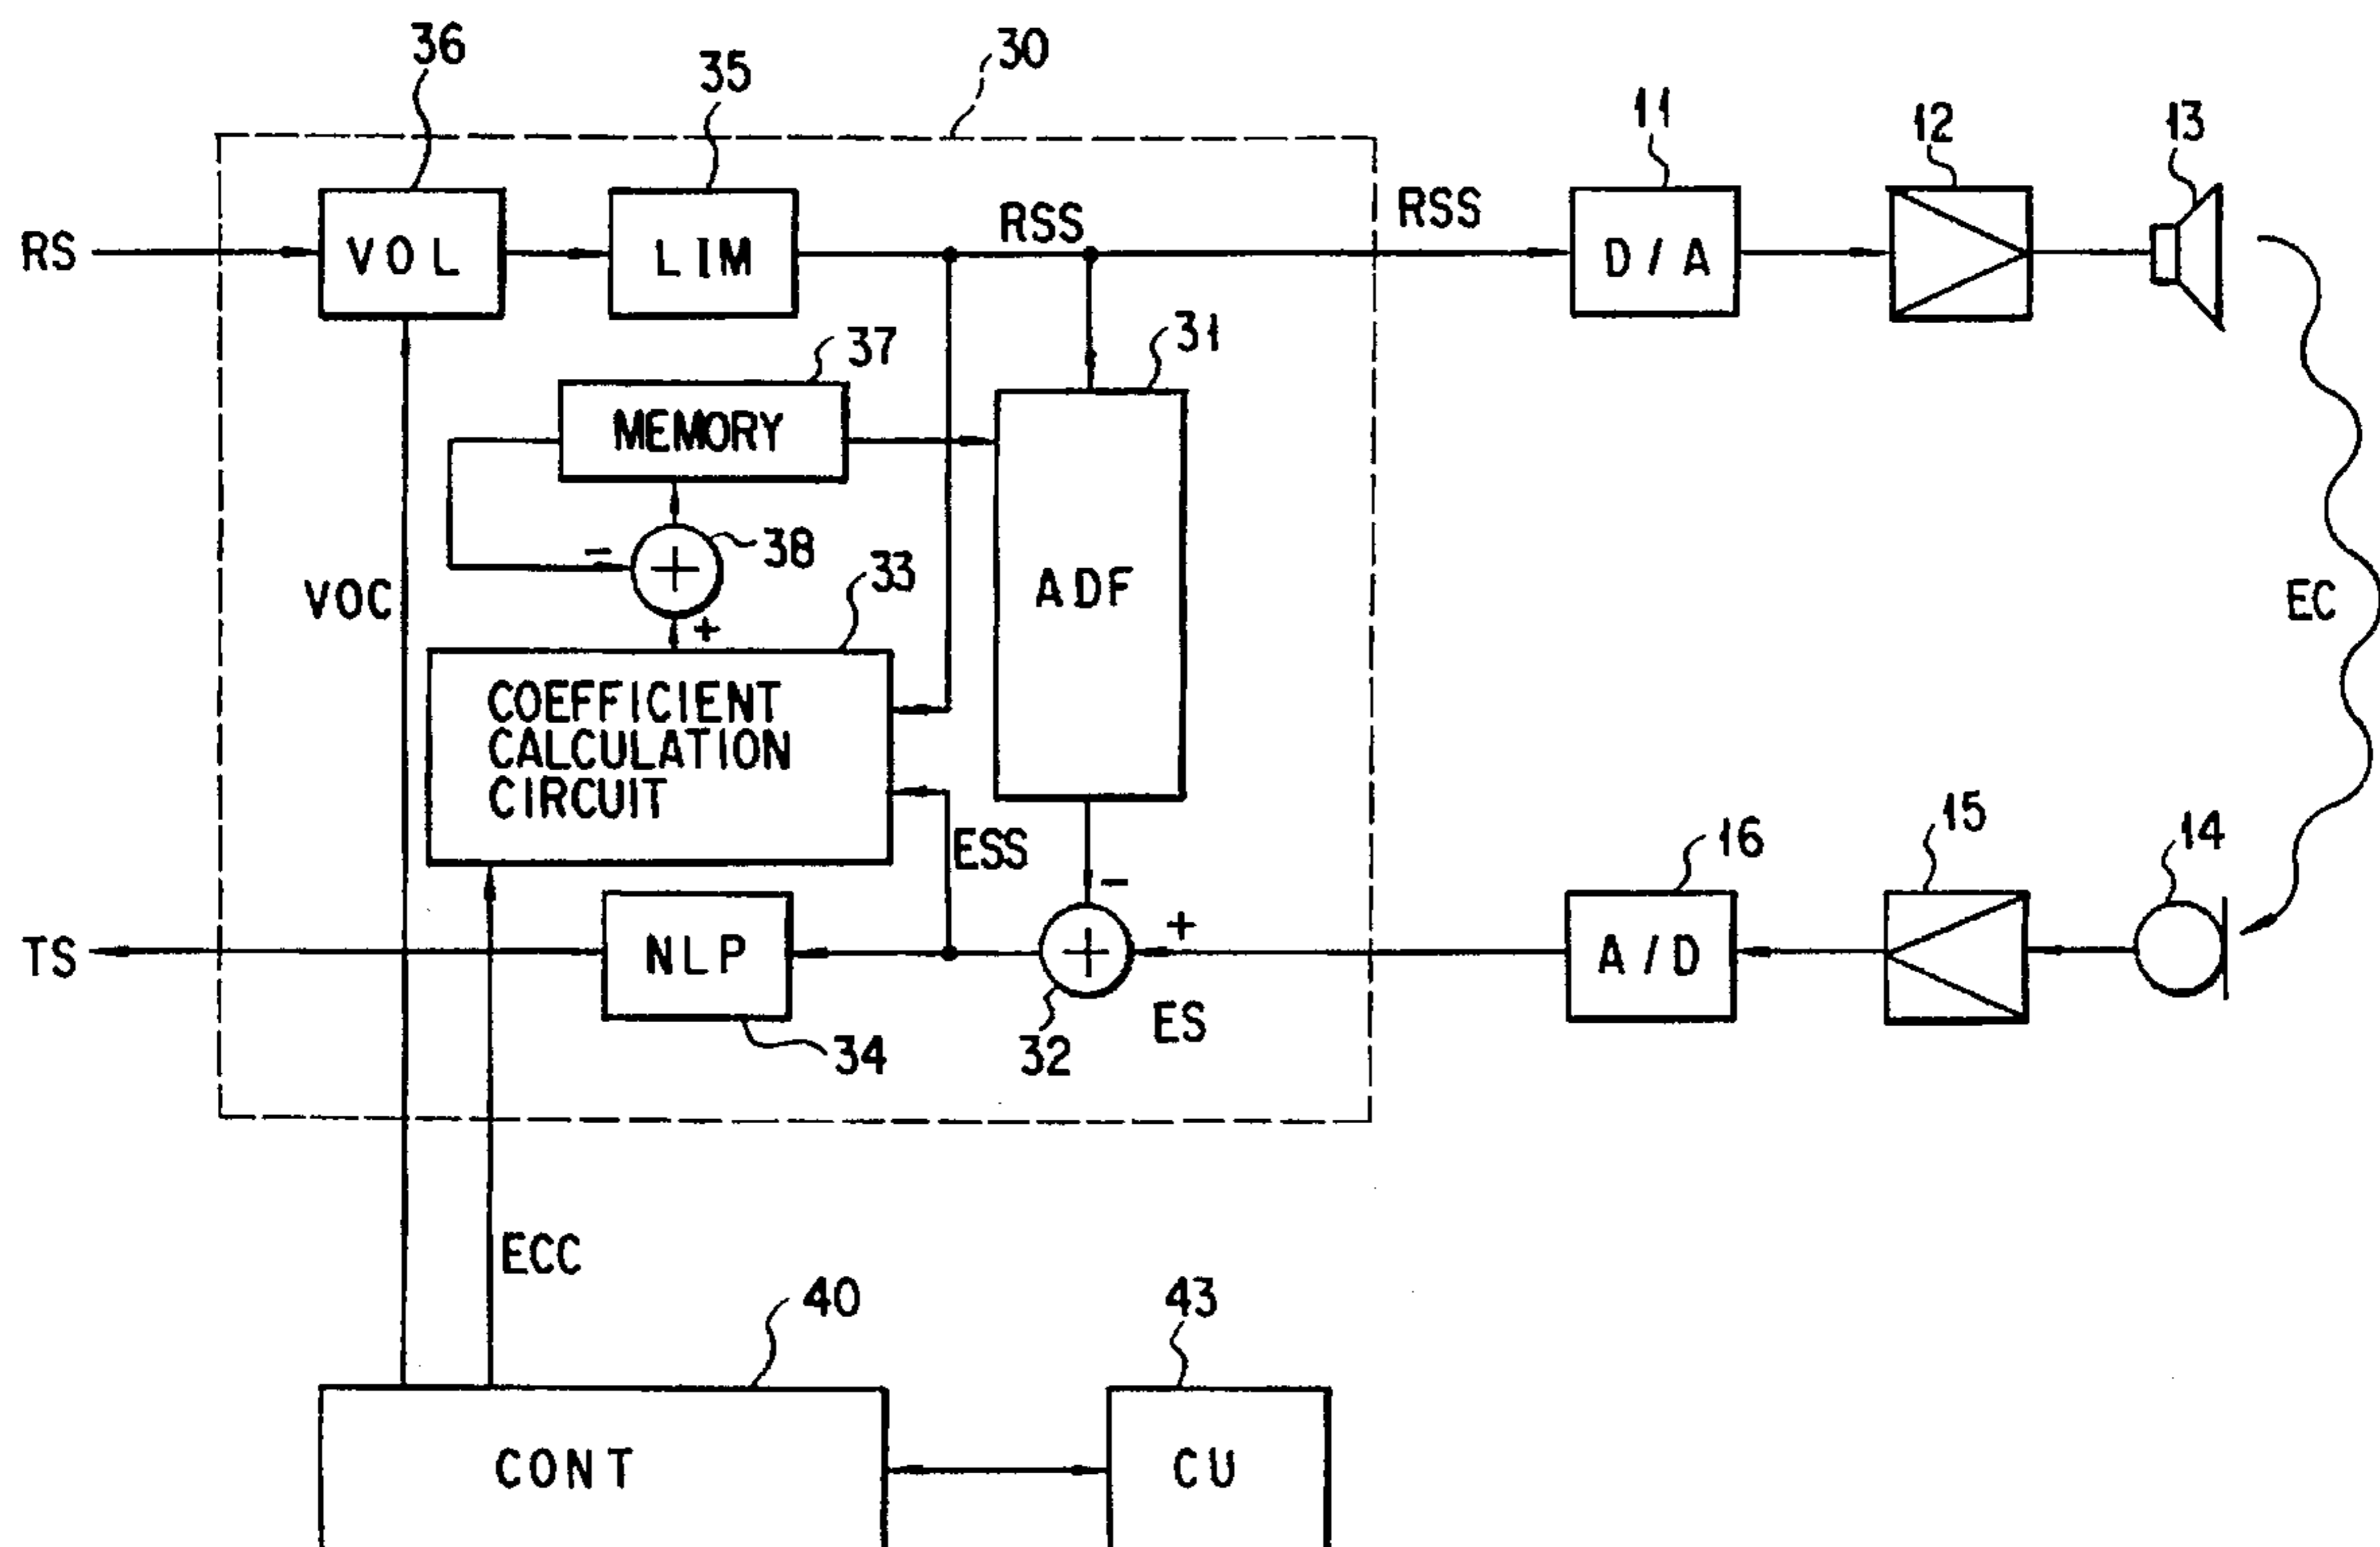 36
35
30
11
12
13
RS
VOL
LIM
RSS
RSS
D/A
37
31
MEMORY
38
-
33
ADF
VOC
+
EC
COEFFICIENT
CALCULATION
CIRCUIT
ESS
16
15
14
-
+
TS
NLP
A/D
34
32
ES
ECC
40
43
CONT
CU